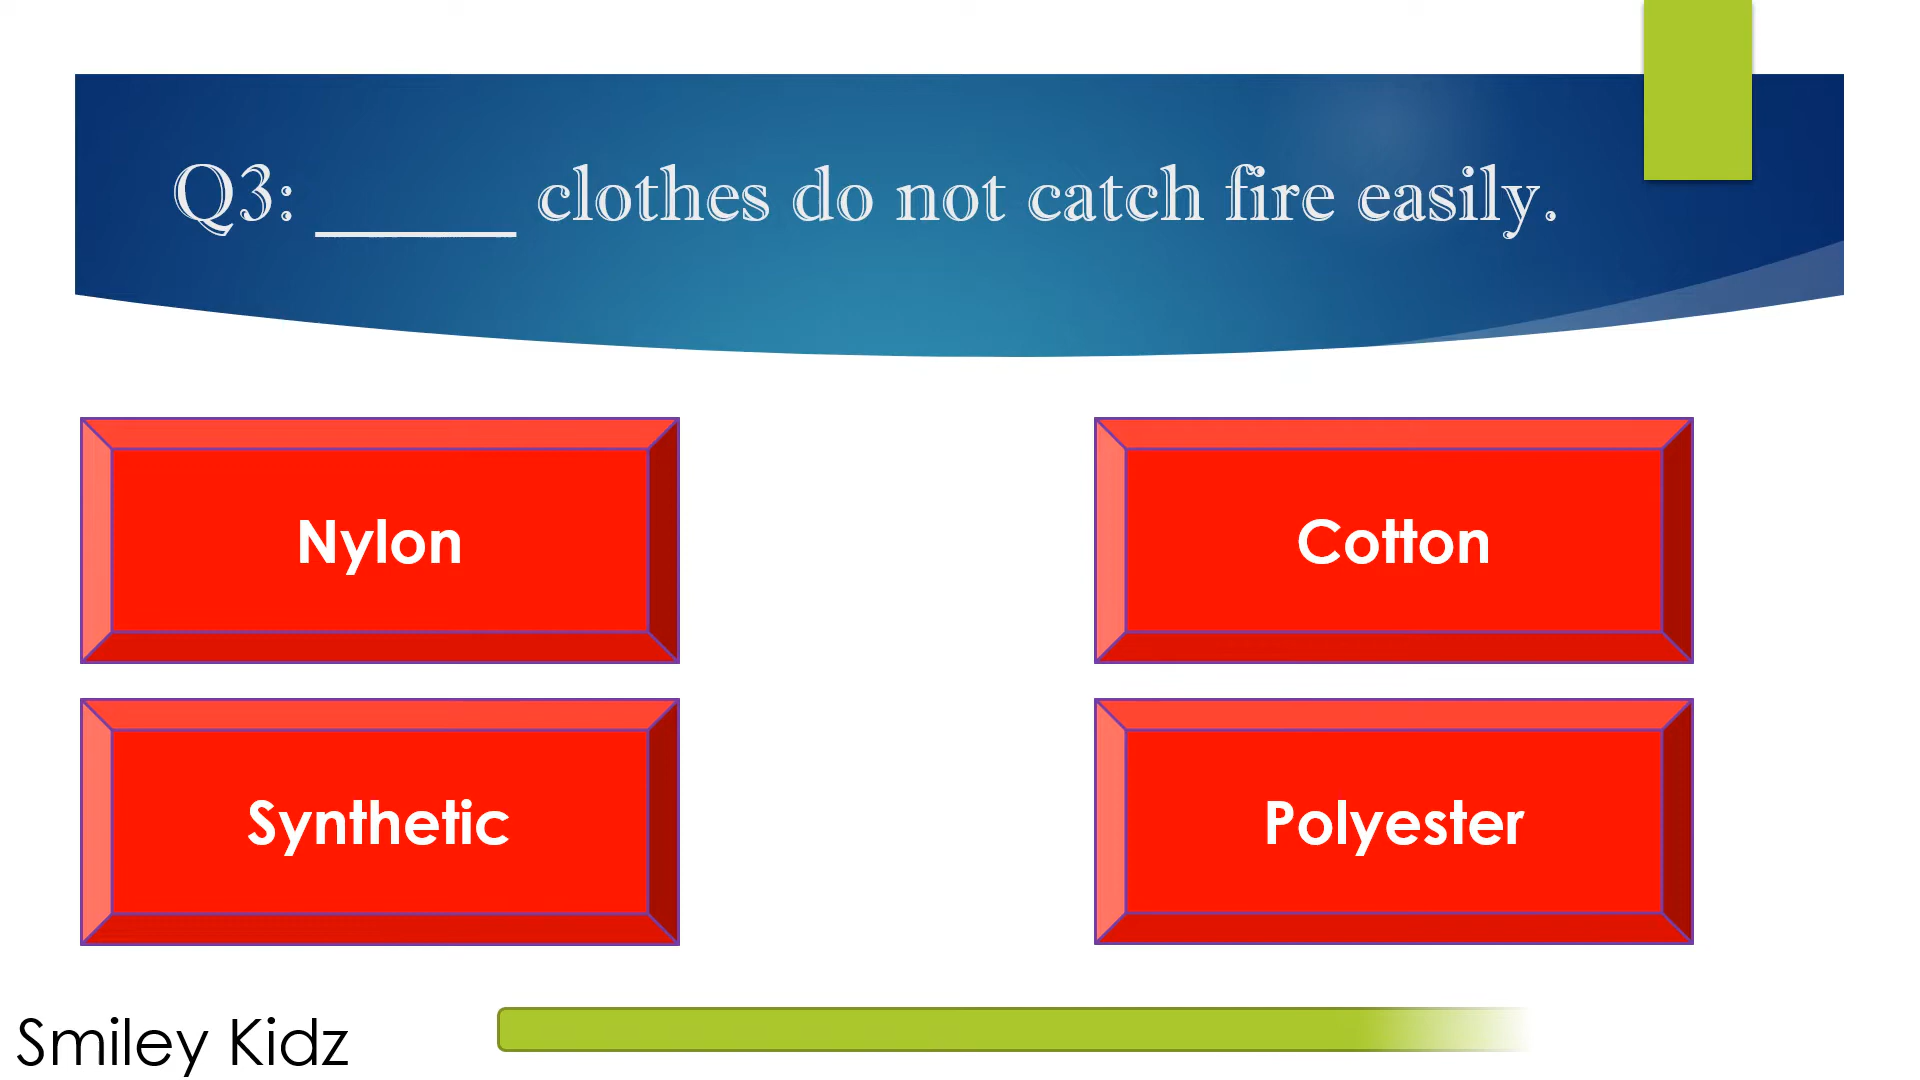 Q3: _____ clothes do not catch fire easily.
Nylon
Cotton
Synthetic
Polyester
Smiley Kidz